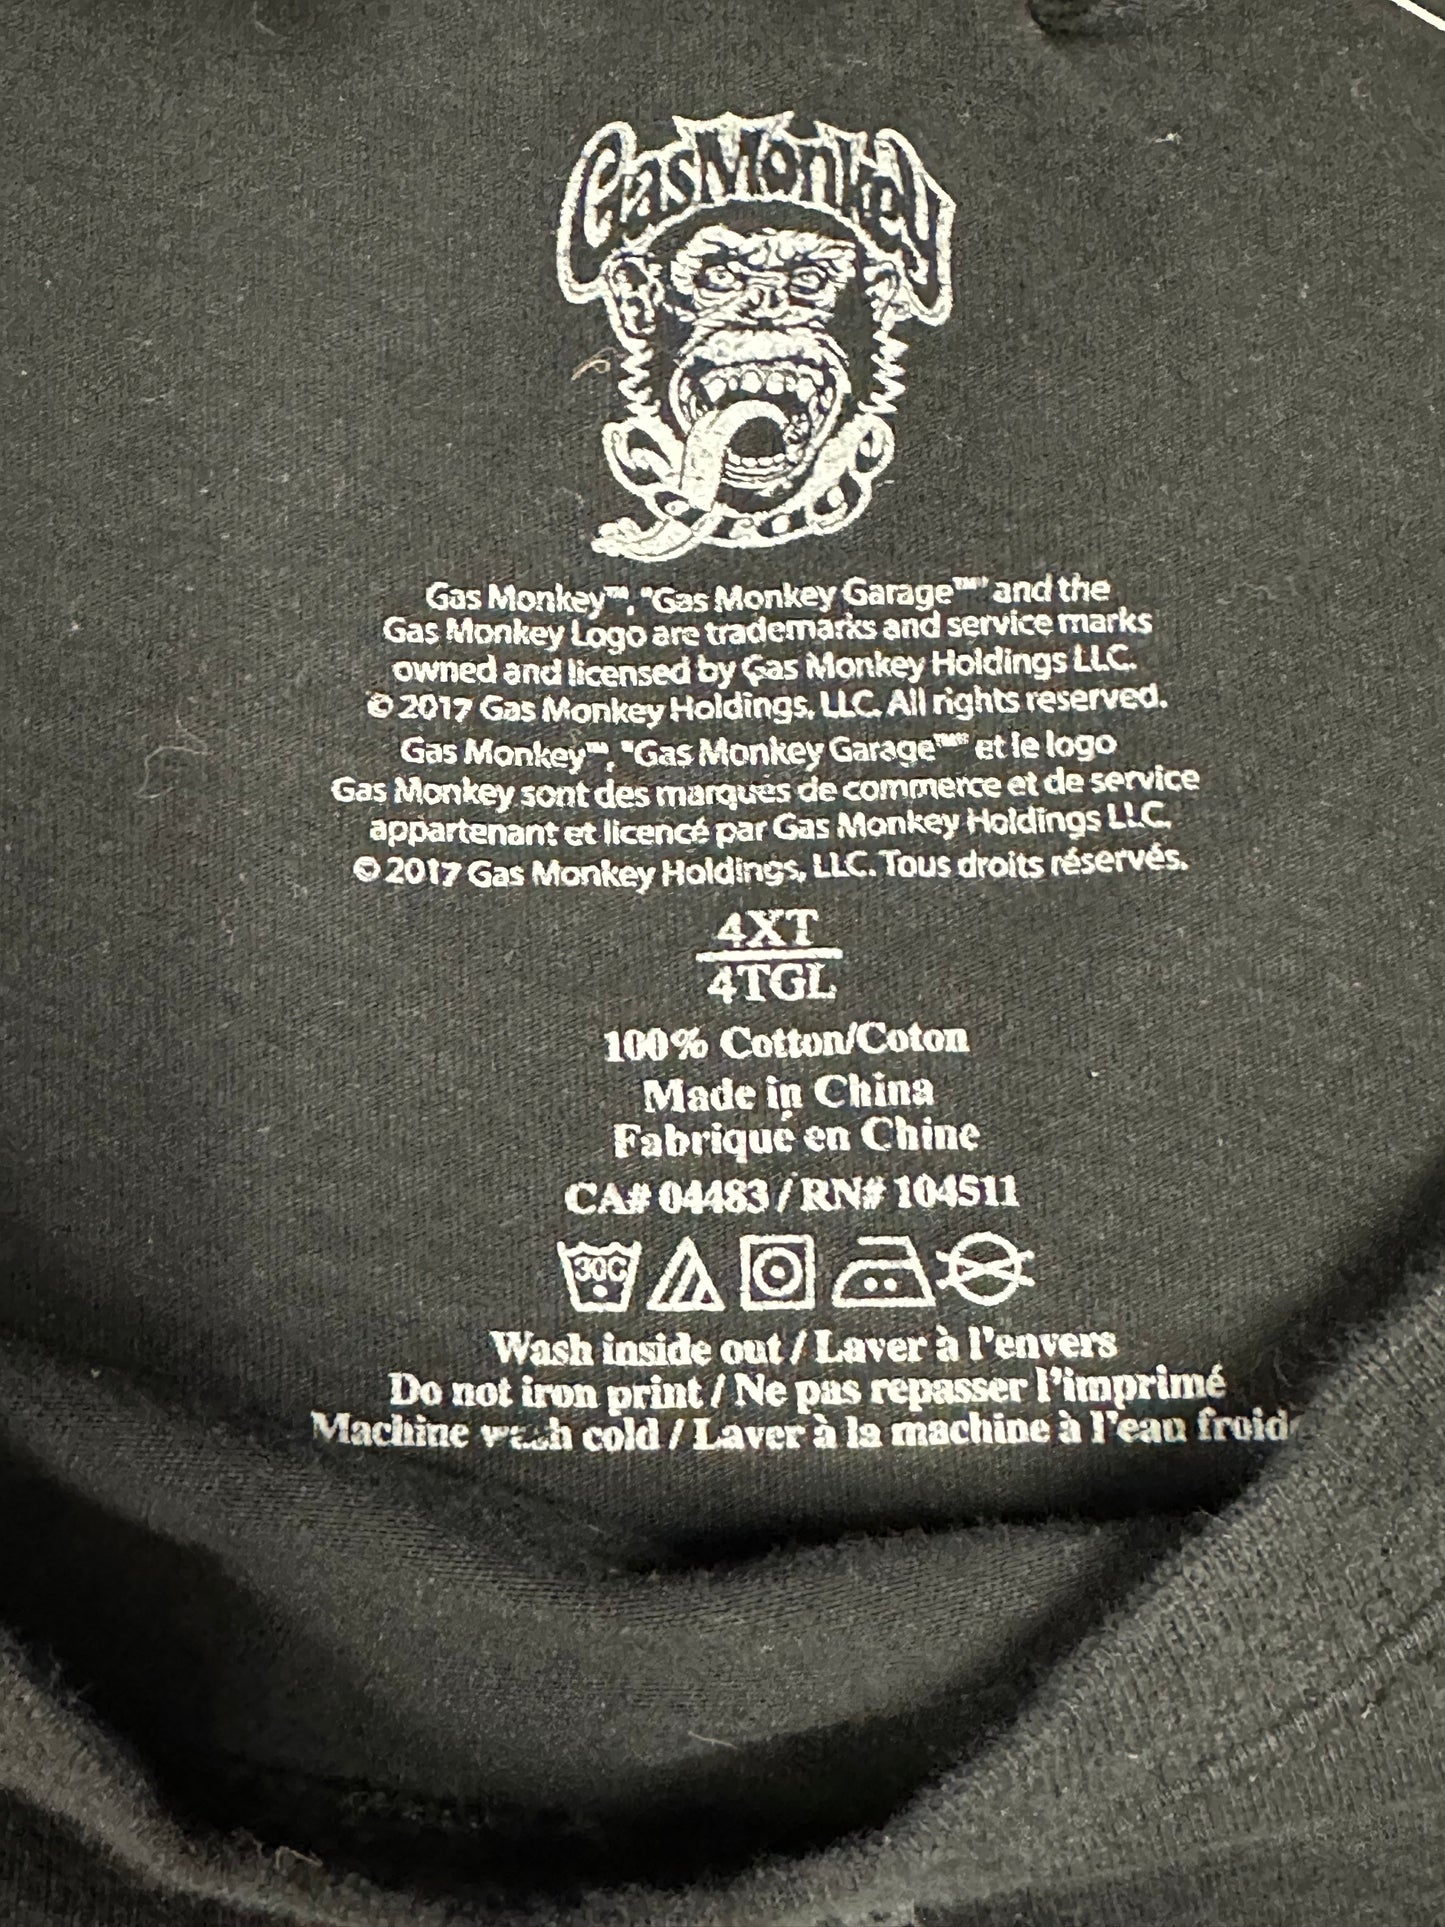 Gas Monkey
GARAGE
Gas Monkey™, "Gas Monkey Garage™" and the
Gas Monkey Logo are trademarks and service marks
owned and licensed by Gas Monkey Holdings LLC.
© 2017 Gas Monkey Holdings, LLC. All rights reserved.
Gas Monkey™, "Gas Monkey Garage™" et le logo
Gas Monkey sont des marques de commerce et de service
appartenant et licencé par Gas Monkey Holdings LLC.
© 2017 Gas Monkey Holdings, LLC. Tous droits réservés.
4XT
4TGL
100% Cotton/Coton
Made in China
Fabriqué en Chine
CA# 04483 / RN# 104511
30C
Wash inside out / Laver à l'envers
Do not iron print / Ne pas repasser l'imprimé
Machine wash cold / Laver à la machine à l'eau froide